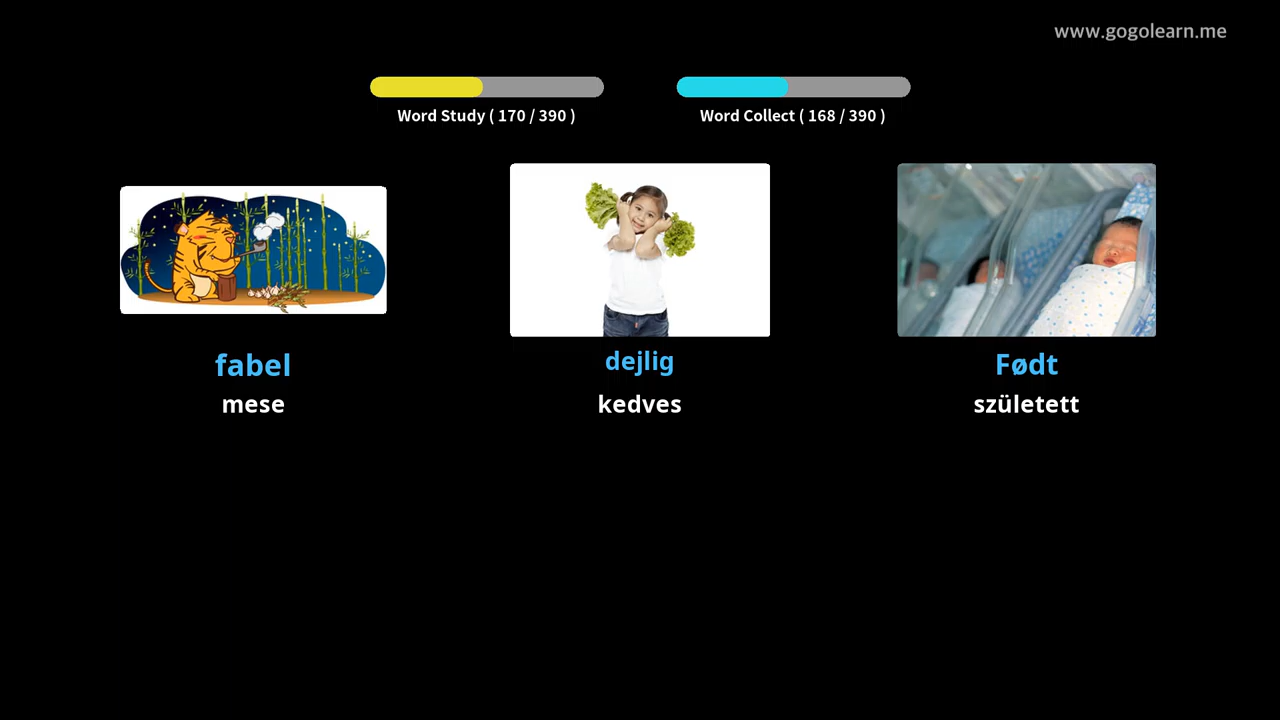 www.gogolearn.me
Word Study ( 170 / 390 )
Word Collect ( 168 / 390 )
fabel
dejlig
Født
mese
kedves
született